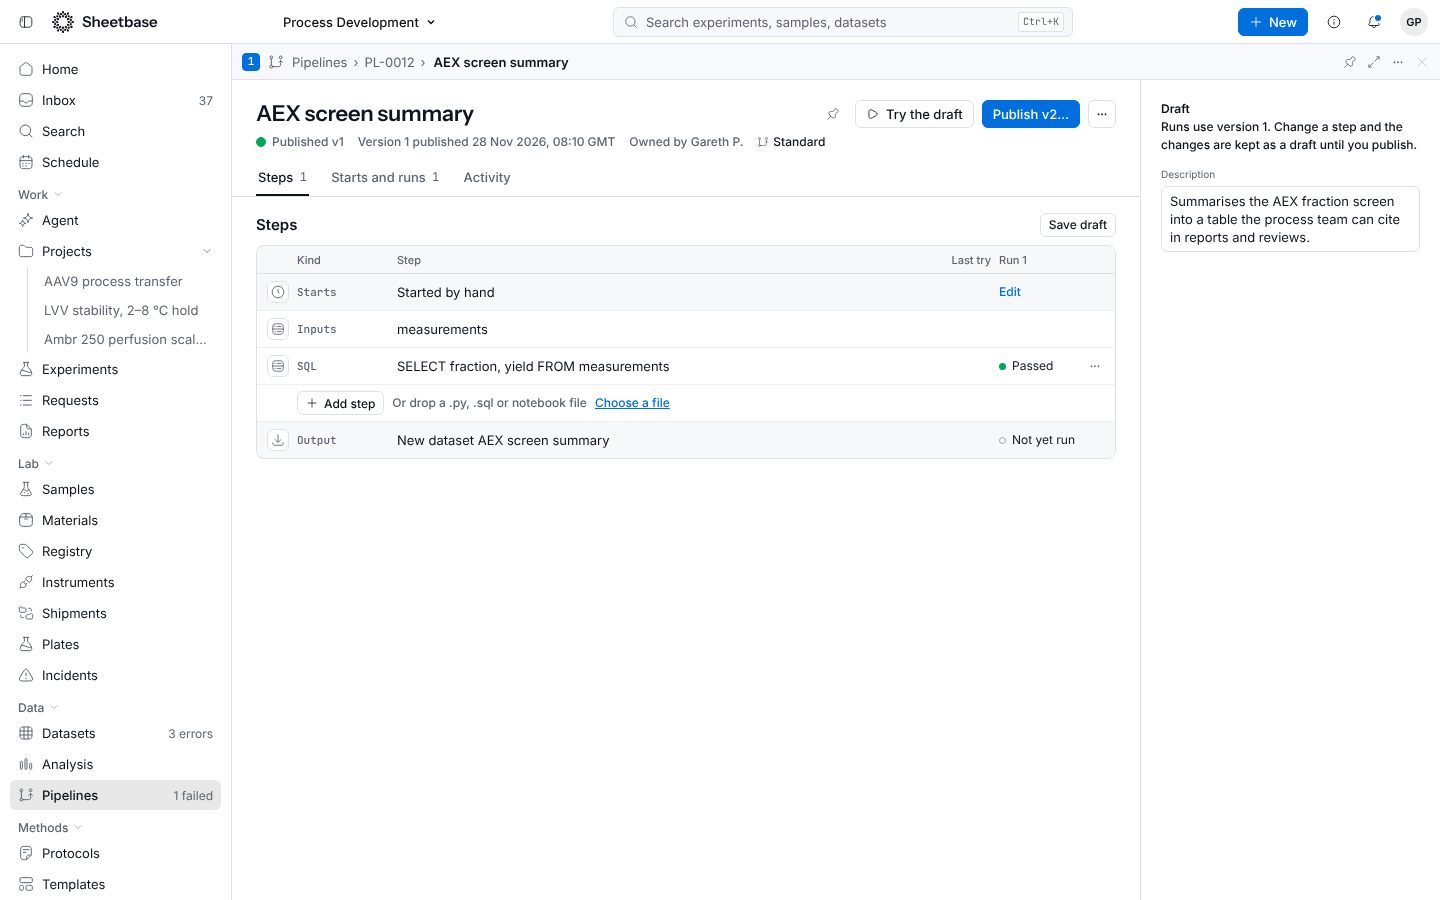 Sheetbase
Process Development
Search experiments, samples, datasets
Ctrl+K
New
GP
Home
Inbox 37
Search
Schedule
Work
Agent
Projects
AAV9 process transfer
LVV stability, 2–8 °C hold
Ambr 250 perfusion scal...
Experiments
Requests
Reports
Lab
Samples
Materials
Registry
Instruments
Shipments
Plates
Incidents
Data
Datasets 3 errors
Analysis
Pipelines 1 failed
Methods
Protocols
Templates
1 Pipelines › PL-0012 › AEX screen summary
AEX screen summary
Try the draft
Publish v2...
Published v1 Version 1 published 28 Nov 2026, 08:10 GMT Owned by Gareth P. Standard
Steps 1 Starts and runs 1 Activity
Steps
Save draft
Kind Step Last try Run 1
Starts Started by hand Edit
Inputs measurements
SQL SELECT fraction, yield FROM measurements Passed
Add step Or drop a .py, .sql or notebook file Choose a file
Output New dataset AEX screen summary Not yet run
Draft
Runs use version 1. Change a step and the
changes are kept as a draft until you publish.
Description
Summarises the AEX fraction screen
into a table the process team can cite
in reports and reviews.